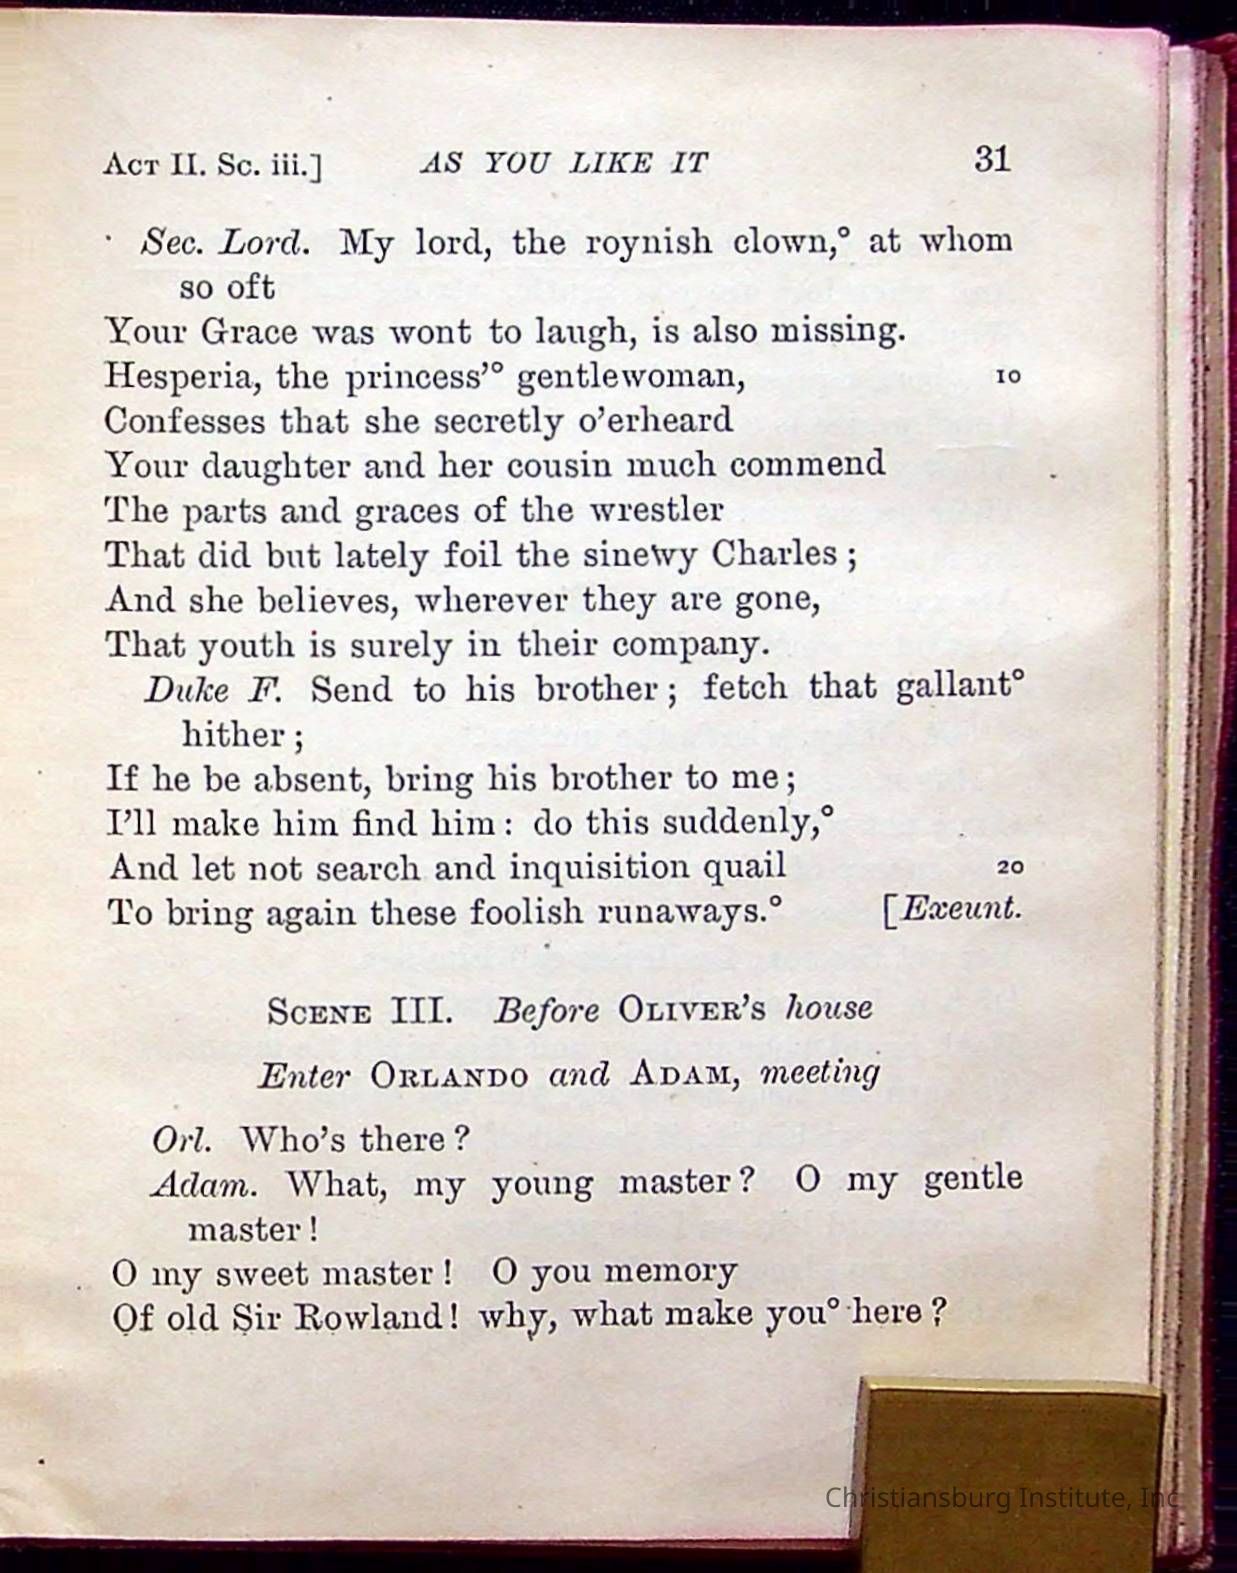 Act II. Sc. iii.] AS YOU LIKE IT 31
Sec. Lord. My lord, the roynish clown,° at whom
so oft
Your Grace was wont to laugh, is also missing.
Hesperia, the princess’° gentlewoman, 10
Confesses that she secretly o’erheard
Your daughter and her cousin much commend
The parts and graces of the wrestler
That did but lately foil the sinewy Charles ;
And she believes, wherever they are gone,
That youth is surely in their company.
Duke F. Send to his brother ; fetch that gallant°
hither ;
If he be absent, bring his brother to me ;
I’ll make him find him : do this suddenly,°
And let not search and inquisition quail 20
To bring again these foolish runaways.° [Exeunt.
Scene III. Before Oliver’s house
Enter Orlando and Adam, meeting
Orl. Who’s there ?
Adam. What, my young master ? O my gentle
master !
O my sweet master ! O you memory
Of old Sir Rowland ! why, what make you° here ?
Christiansburg Institute, Inc